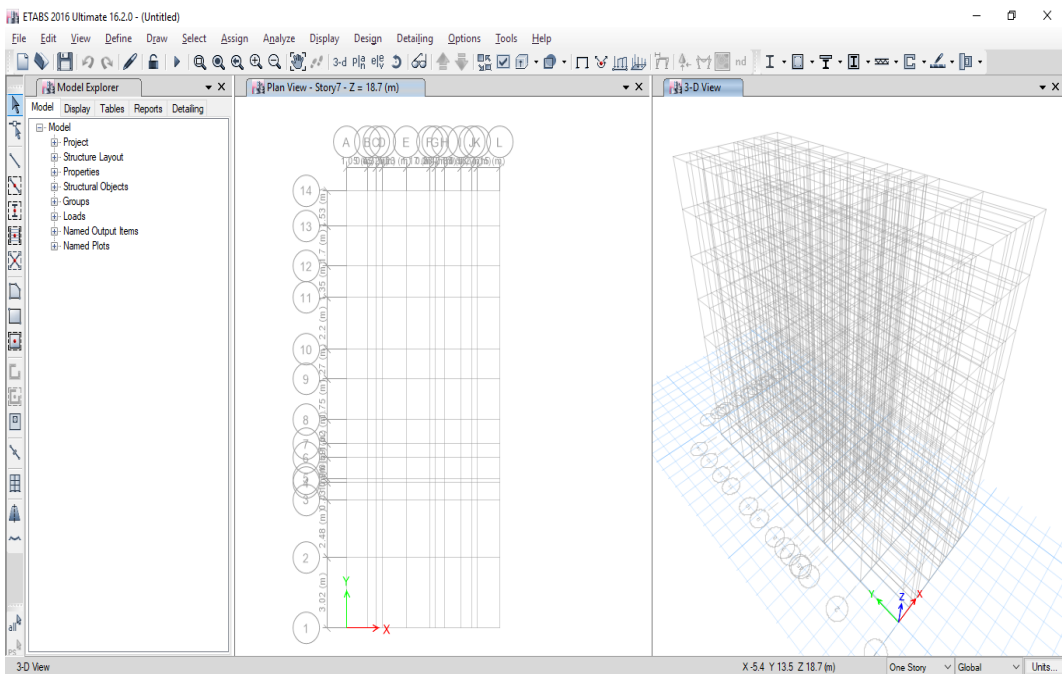 ETABS 2016 Ultimate 16.2.0 - (Untitled)
File Edit View Define Draw Select Assign Analyze Display Design Detailing Options Tools Help
3-d nd
Model Explorer
Plan View - Story7 - Z = 18.7 (m)
3-D View
Model Display Tables Reports Detailing
Model
Project
Structure Layout
Properties
Structural Objects
Groups
Loads
Named Output Items
Named Plots
A B C D E F G H I J K L
14
13
12
11
10
9
8
7
6
3
2
1
2.48 (m)
3.02 (m)
Y
X
Y Z X
all
3-D View
X -5.4 Y 13.5 Z 18.7 (m)
One Story
Global
Units...